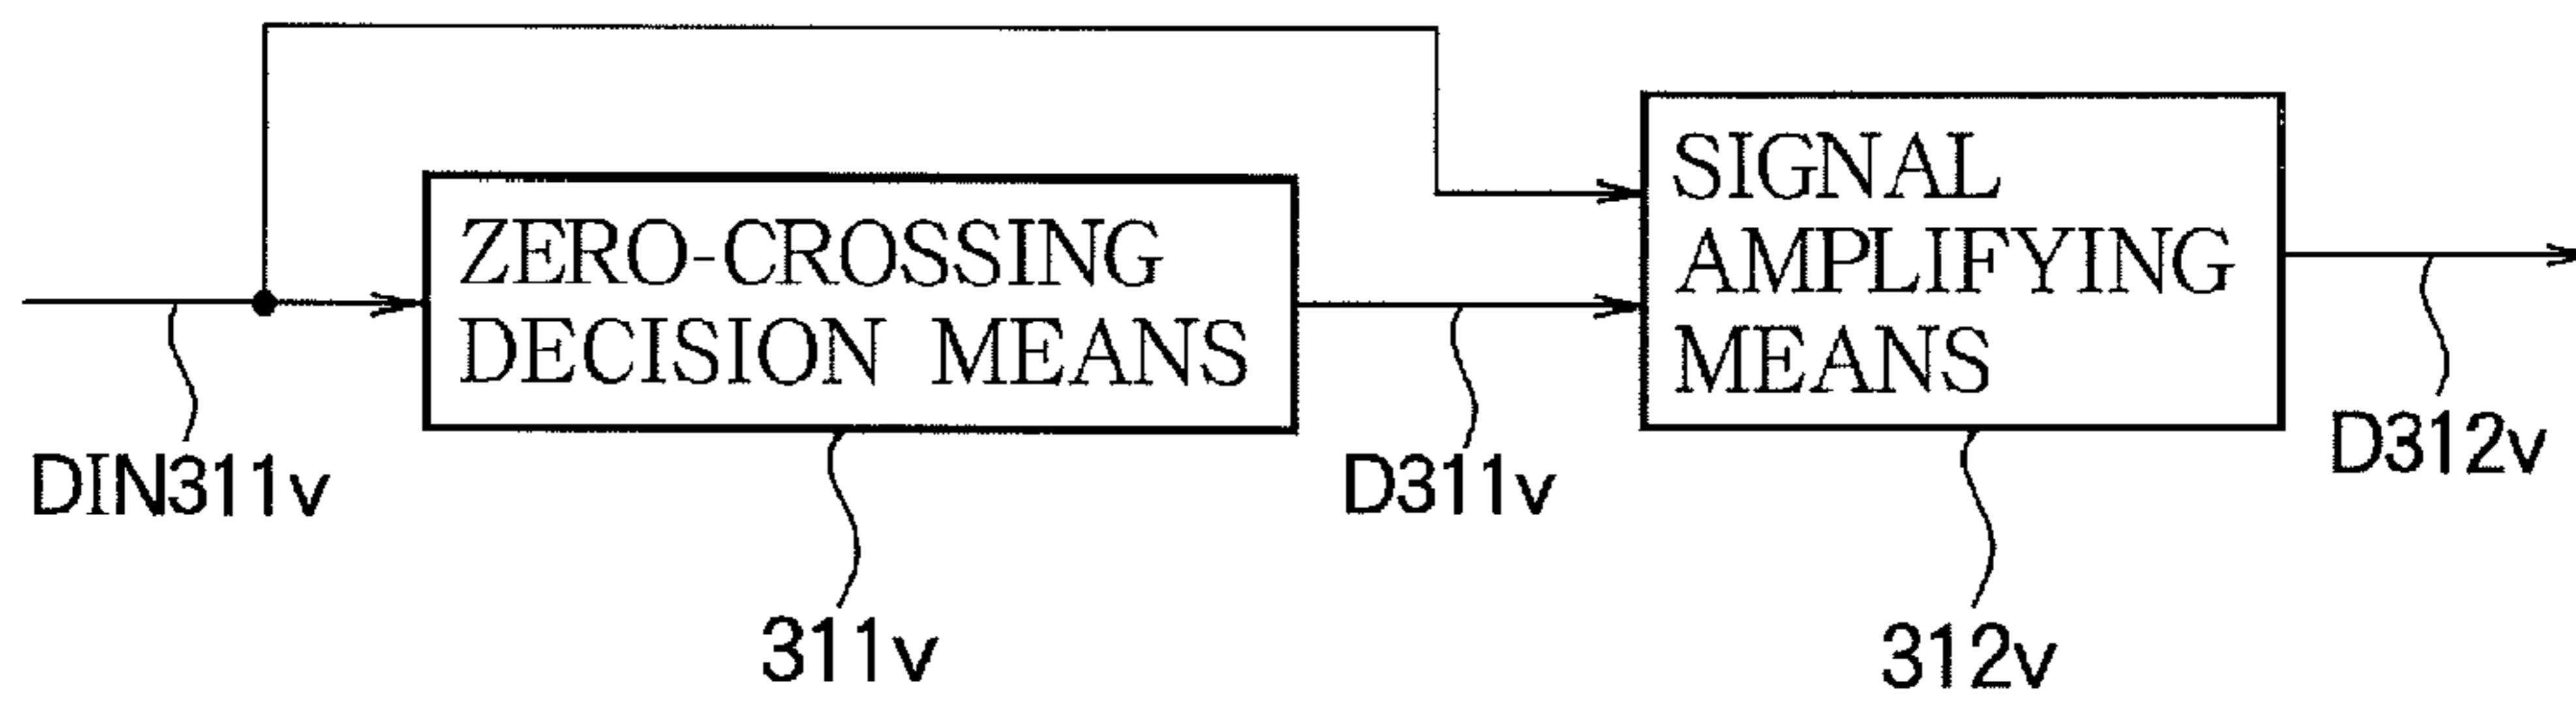 ZERO-CROSSING
DECISION MEANS
SIGNAL
AMPLIFYING
MEANS
DIN311v
D311v
D312v
311v
312v